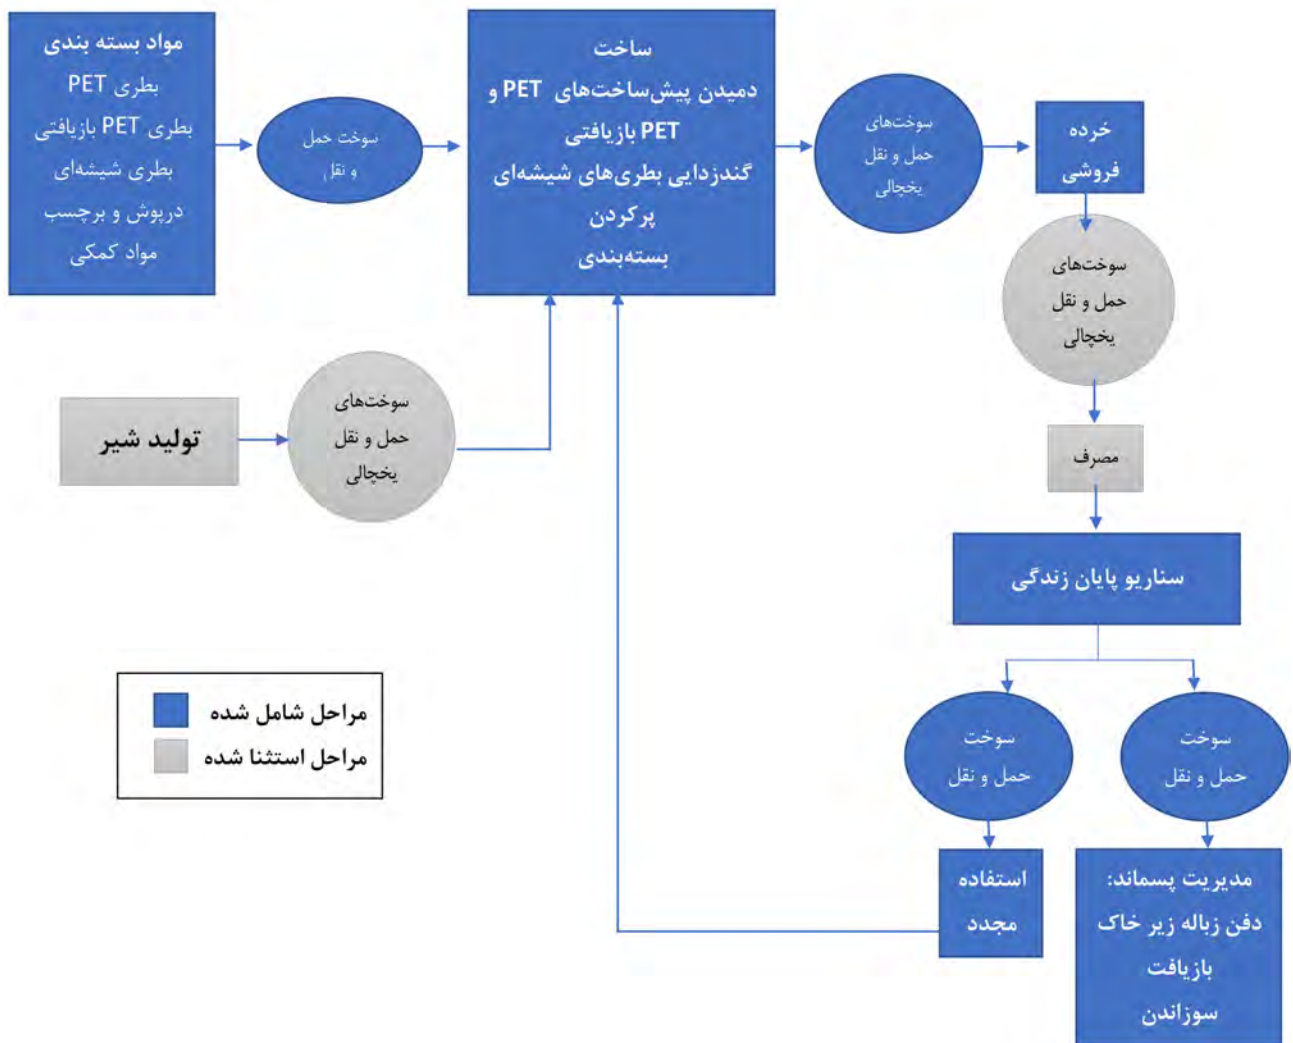 مواد بسته بندی
بطری PET
بطری PET بازیافتی
بطری شیشه‌ای
درپوش و برچسب
مواد کمکی
سوخت حمل
و نقل
ساخت
دمیدن پیش‌ساخت‌های PET و
PET بازیافتی
گندزدایی بطری‌های شیشه‌ای
پرکردن
بسته‌بندی
سوخت‌های
حمل و نقل
یخچالی
خرده
فروشی
سوخت‌های
حمل و نقل
یخچالی
تولید شیر
سوخت‌های
حمل و نقل
یخچالی
مصرف
سناریو پایان زندگی
مراحل شامل شده
مراحل استثنا شده
سوخت
حمل و نقل
سوخت
حمل و نقل
استفاده
مجدد
مدیریت پسماند:
دفن زباله زیر خاک
بازیافت
سوزاندن